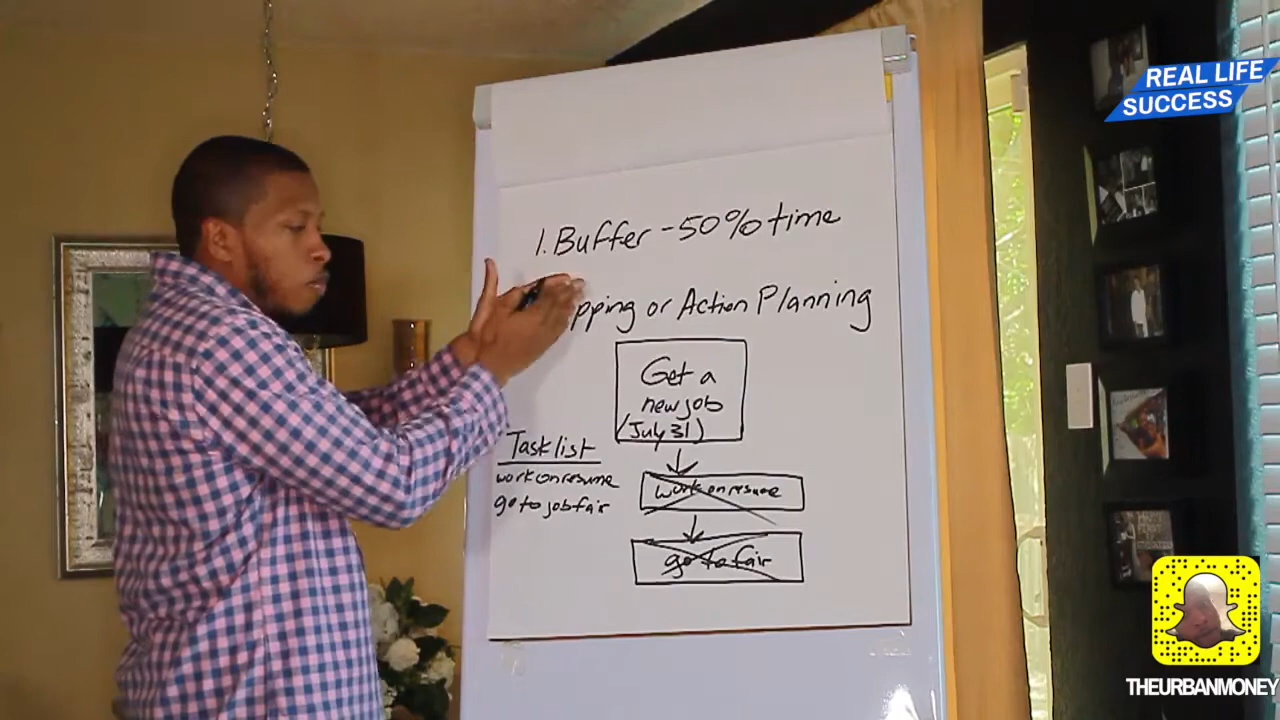 REAL LIFE
SUCCESS
1. Buffer - 50% time
or Action Planning
Get a
new job
(July 31)
Task list
work on resume
go to job fair
work on resume
go to fair
THEURBANMONEY